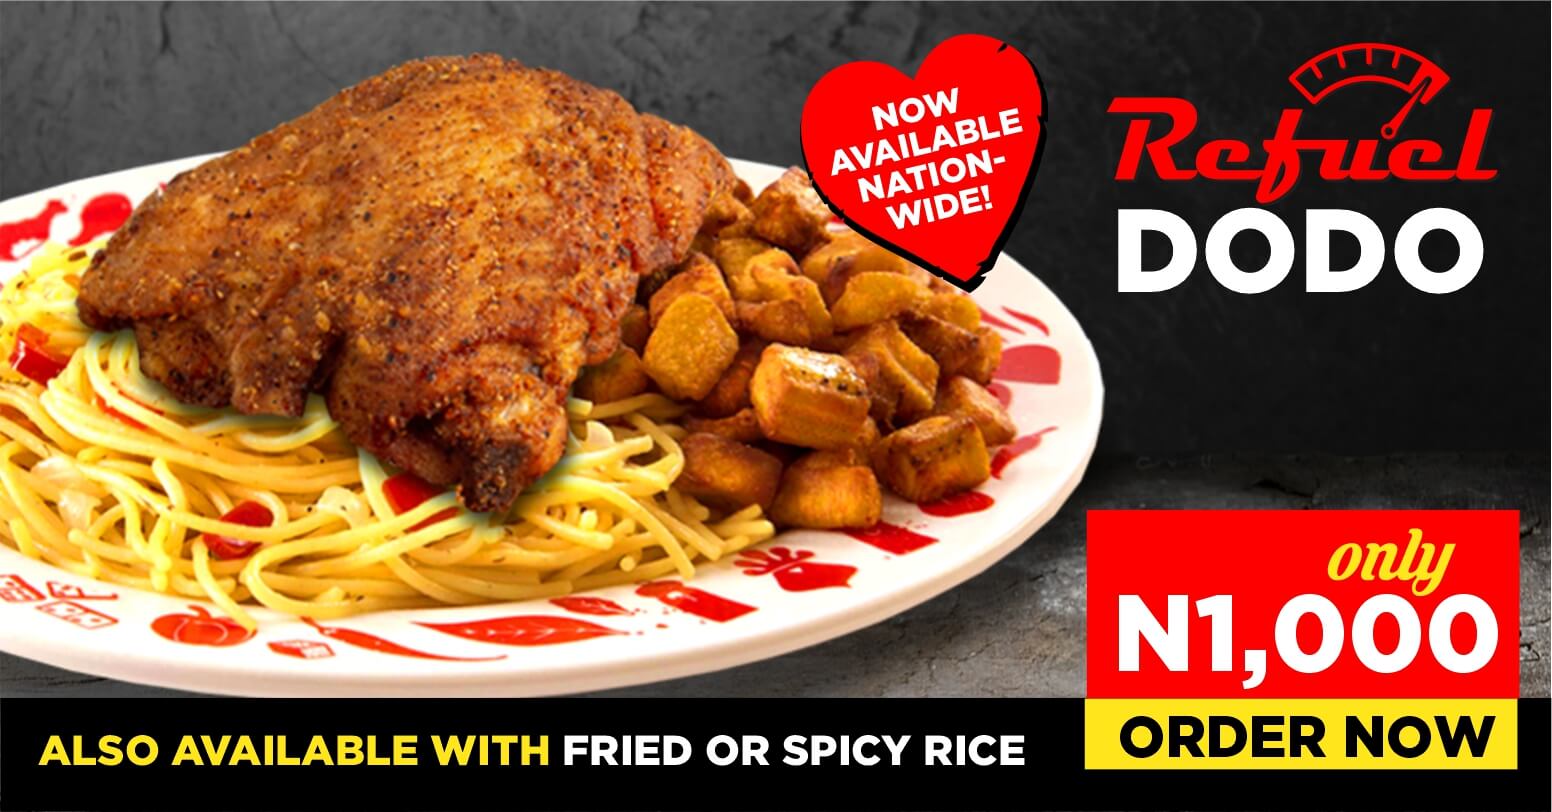 NOW
AVAILABLE
NATION-
WIDE!
Refuel
DODO
only
N1,000
ORDER NOW
ALSO AVAILABLE WITH FRIED OR SPICY RICE